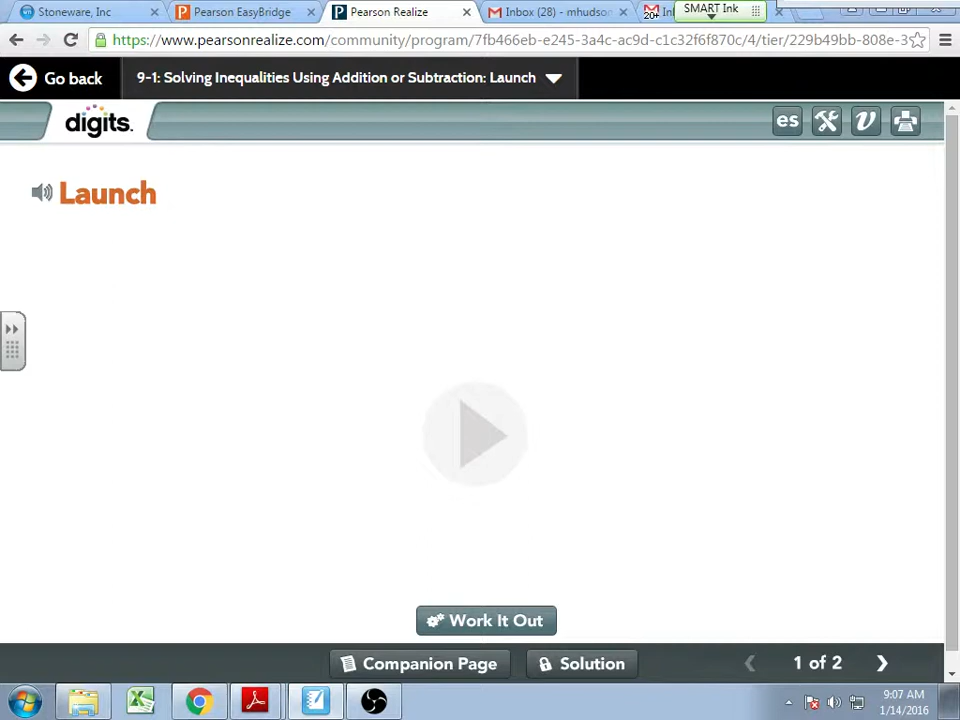 Stoneware, Inc
Pearson EasyBridge
Pearson Realize
Inbox (28) - mhudson
20+
SMART Ink
https://www.pearsonrealize.com/community/program/7fb466eb-e245-3a4c-ac9d-c1c32f6f870c/4/tier/229b49bb-808e-3
Go back
9-1: Solving Inequalities Using Addition or Subtraction: Launch
digits.
es
Launch
Work It Out
Companion Page
Solution
1 of 2
9:07 AM
1/14/2016